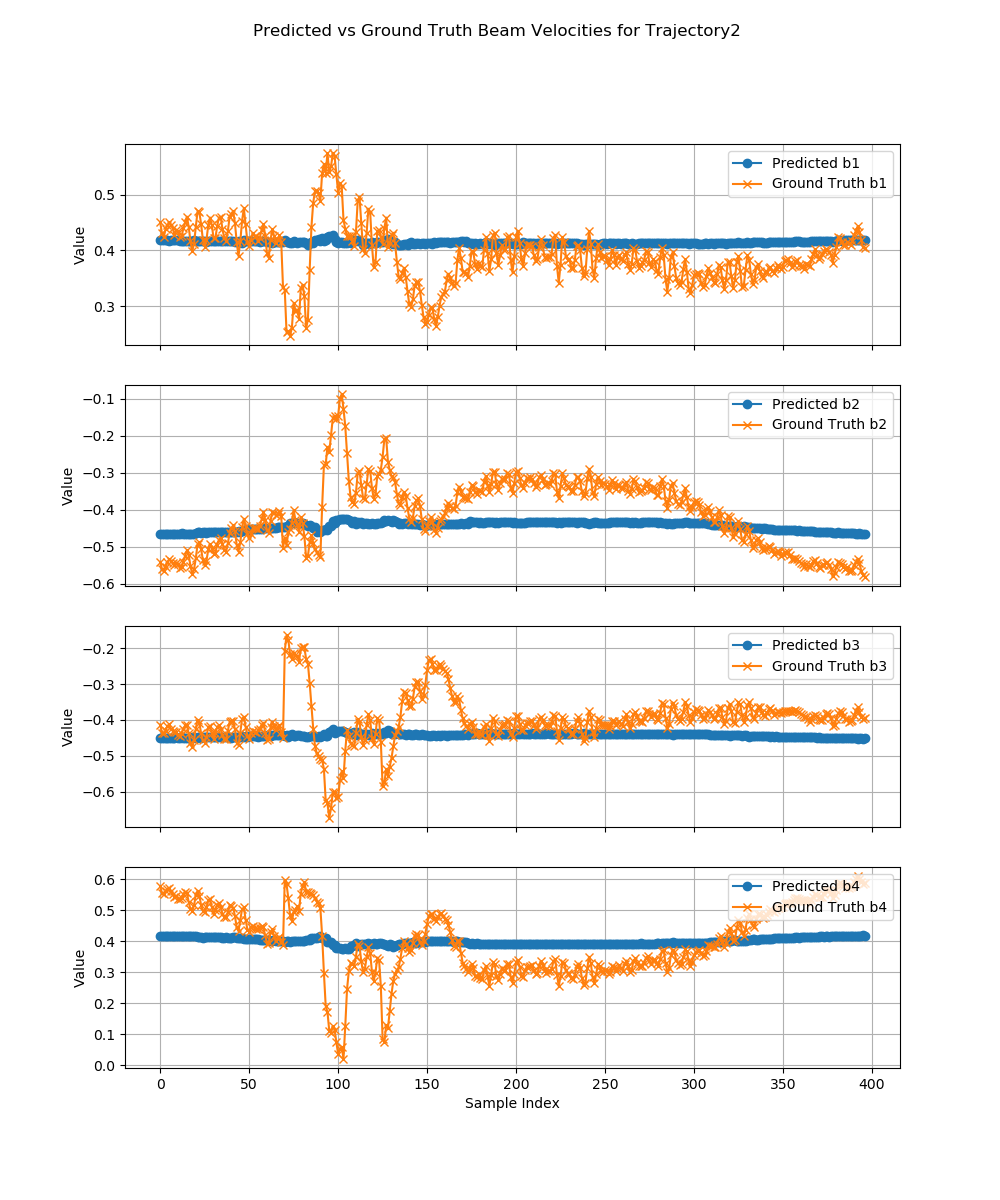 Predicted vs Ground Truth Beam Velocities for Trajectory2
Predicted b1
Ground Truth b1
0.5
0.4
0.3
Value
Predicted b2
Ground Truth b2
−0.1
−0.2
−0.3
−0.4
−0.5
−0.6
Value
Predicted b3
Ground Truth b3
−0.2
−0.3
−0.4
−0.5
−0.6
Value
Predicted b4
Ground Truth b4
0.6
0.5
0.4
0.3
0.2
0.1
0.0
Value
0 50 100 150 200 250 300 350 400
Sample Index